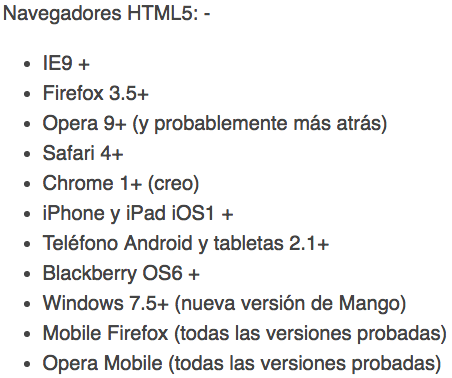 Navegadores HTML5: -
• IE9 +
• Firefox 3.5+
• Opera 9+ (y probablemente más atrás)
• Safari 4+
• Chrome 1+ (creo)
• iPhone y iPad iOS1 +
• Teléfono Android y tabletas 2.1+
• Blackberry OS6 +
• Windows 7.5+ (nueva versión de Mango)
• Mobile Firefox (todas las versiones probadas)
• Opera Mobile (todas las versiones probadas)